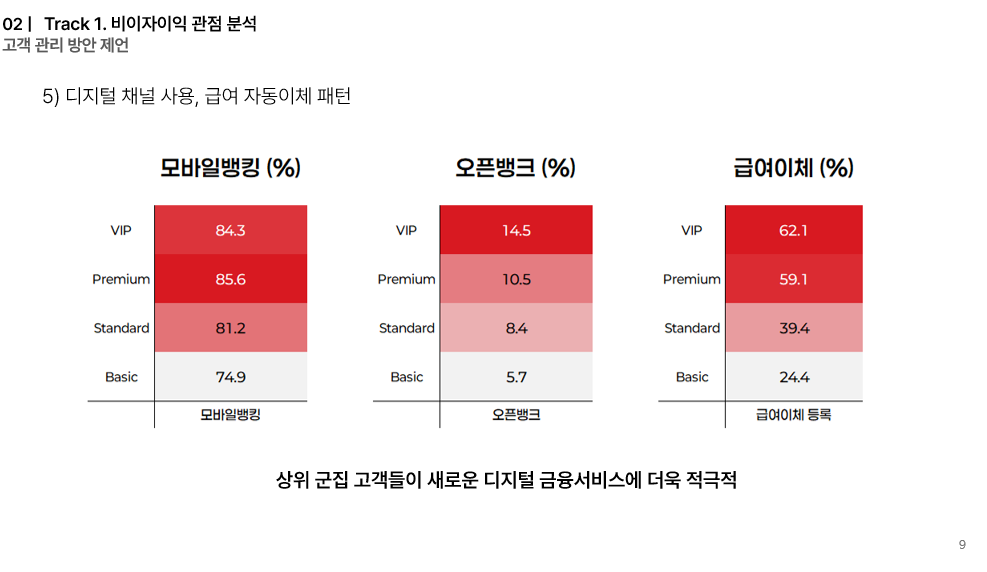 02 | Track 1. 비이자이익 관점 분석
고객 관리 방안 제언
5) 디지털 채널 사용, 급여 자동이체 패턴
모바일뱅킹 (%)
VIP 84.3
Premium 85.6
Standard 81.2
Basic 74.9
모바일뱅킹
오픈뱅크 (%)
VIP 14.5
Premium 10.5
Standard 8.4
Basic 5.7
오픈뱅크
급여이체 (%)
VIP 62.1
Premium 59.1
Standard 39.4
Basic 24.4
급여이체 등록
상위 군집 고객들이 새로운 디지털 금융서비스에 더욱 적극적
9